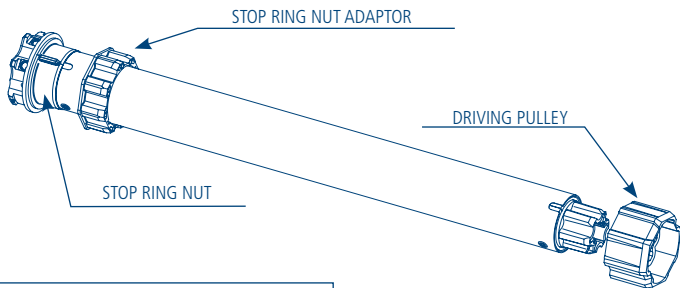 STOP RING NUT ADAPTOR
DRIVING PULLEY
STOP RING NUT